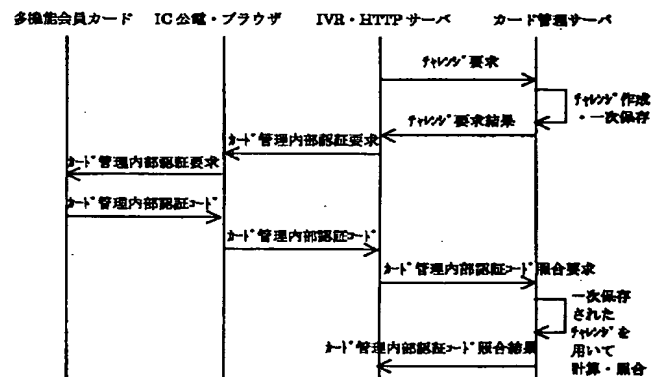 多機能会員カード IC公電・ブラウザ IVR・HTTPサーバ カード管理サーバ
ﾁｬﾚﾝｼﾞ要求
ﾁｬﾚﾝｼﾞ作成
・一次保存
ﾁｬﾚﾝｼﾞ要求結果
ｶｰﾄﾞ管理内部認証要求
ｶｰﾄﾞ管理内部認証要求
ｶｰﾄﾞ管理内部認証ｺｰﾄﾞ
ｶｰﾄﾞ管理内部認証ｺｰﾄﾞ
ｶｰﾄﾞ管理内部認証ｺｰﾄﾞ照合要求
一次保存
された
ﾁｬﾚﾝｼﾞを
用いて
計算・照合
ｶｰﾄﾞ管理内部認証ｺｰﾄﾞ照合結果